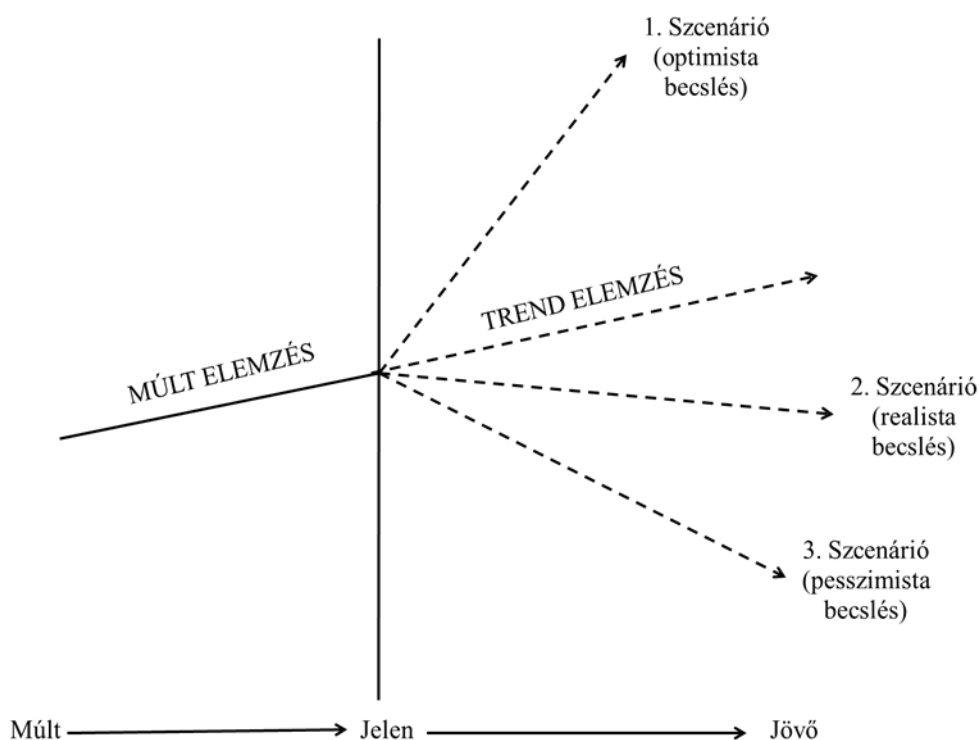 1. Szcenárió
(optimista
becslés)
TREND ELEMZÉS
MÚLT ELEMZÉS
2. Szcenárió
(realista
becslés)
3. Szcenárió
(pesszimista
becslés)
Múlt
Jelen
Jövő